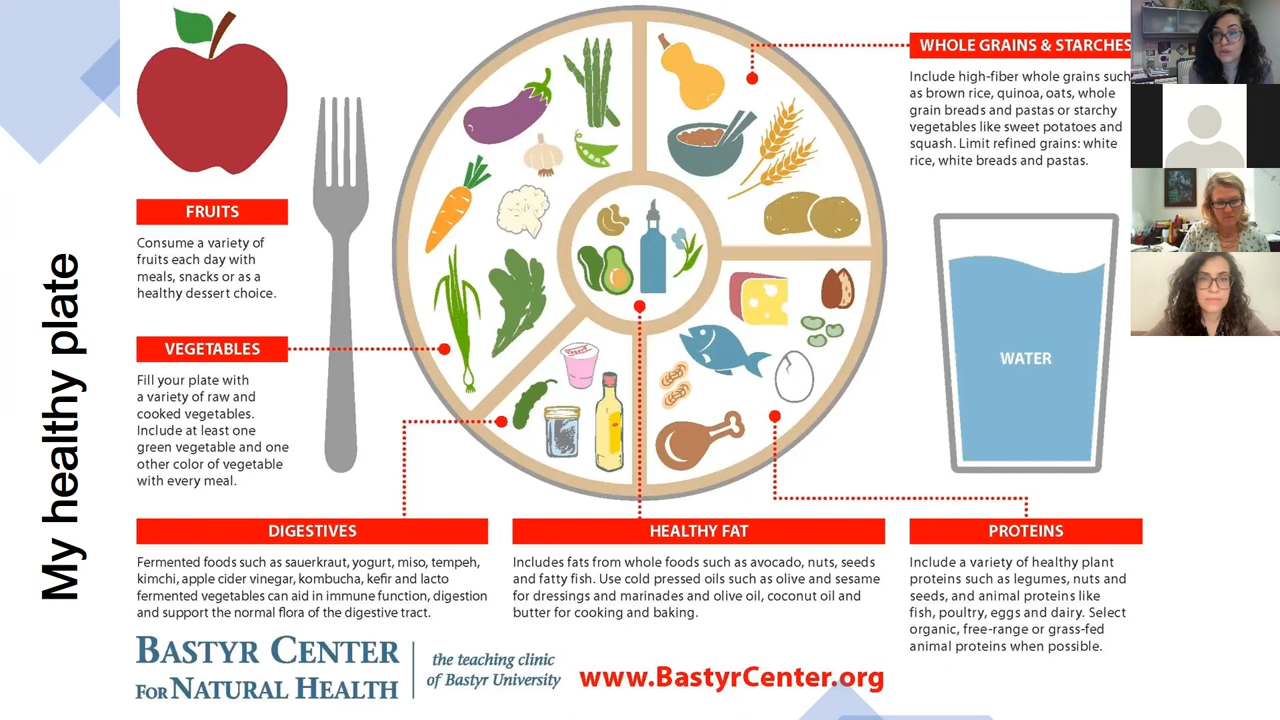 My healthy plate
FRUITS
Consume a variety of
fruits each day with
meals, snacks or as a
healthy dessert choice.
VEGETABLES
Fill your plate with
a variety of raw and
cooked vegetables.
Include at least one
green vegetable and one
other color of vegetable
with every meal.
WHOLE GRAINS & STARCHES
Include high-fiber whole grains such
as brown rice, quinoa, oats, whole
grain breads and pastas or starchy
vegetables like sweet potatoes and
squash. Limit refined grains: white
rice, white breads and pastas.
WATER
Yogurt
DIGESTIVES
Fermented foods such as sauerkraut, yogurt, miso, tempeh,
kimchi, apple cider vinegar, kombucha, kefir and lacto
fermented vegetables can aid in immune function, digestion
and support the normal flora of the digestive tract.
HEALTHY FAT
Includes fats from whole foods such as avocado, nuts, seeds
and fatty fish. Use cold pressed oils such as olive and sesame
for dressings and marinades and olive oil, coconut oil and
butter for cooking and baking.
PROTEINS
Include a variety of healthy plant
proteins such as legumes, nuts and
seeds, and animal proteins like
fish, poultry, eggs and dairy. Select
organic, free-range or grass-fed
animal proteins when possible.
BASTYR CENTER
FOR NATURAL HEALTH
the teaching clinic
of Bastyr University
www.BastyrCenter.org